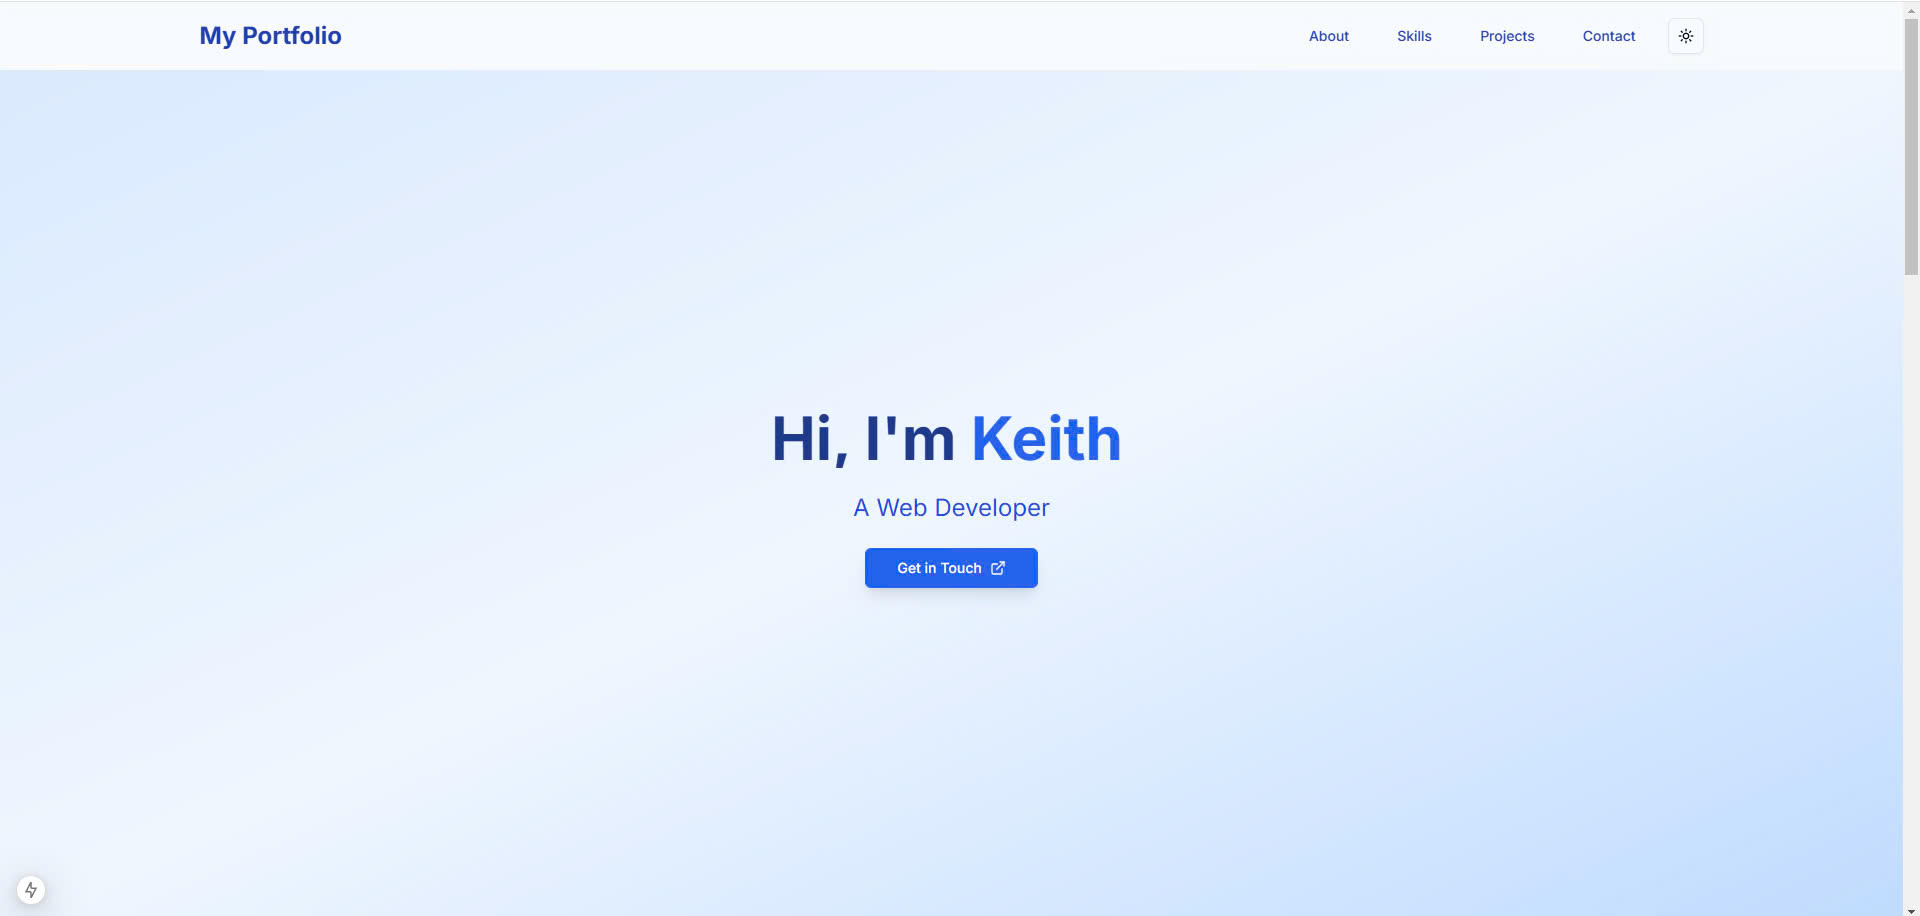 My Portfolio
About Skills Projects Contact
Hi, I'm Keith
A Web Developer
Get in Touch